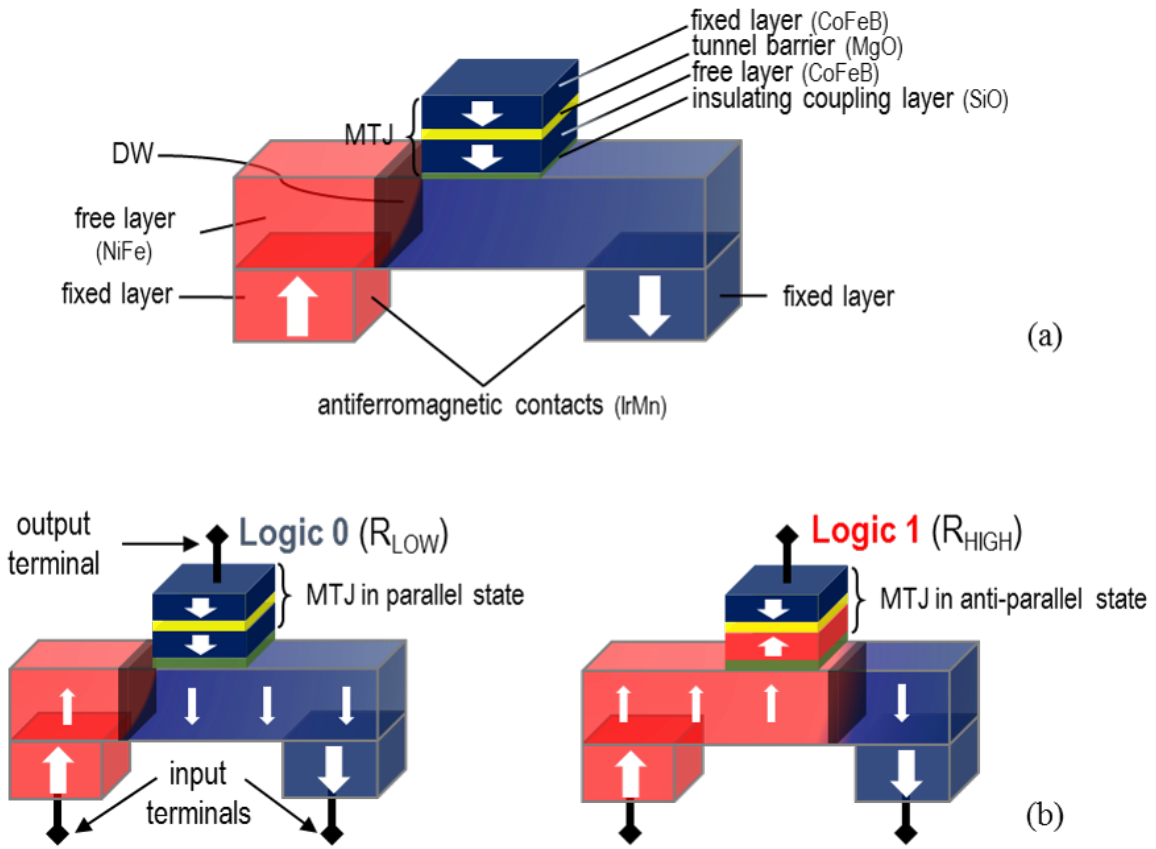 fixed layer (CoFeB)
tunnel barrier (MgO)
free layer (CoFeB)
insulating coupling layer (SiO)
MTJ
DW
free layer
(NiFe)
fixed layer
fixed layer
(a)
antiferromagnetic contacts (IrMn)
output
terminal
Logic 0 (RLOW)
MTJ in parallel state
input
terminals
Logic 1 (RHIGH)
MTJ in anti-parallel state
(b)